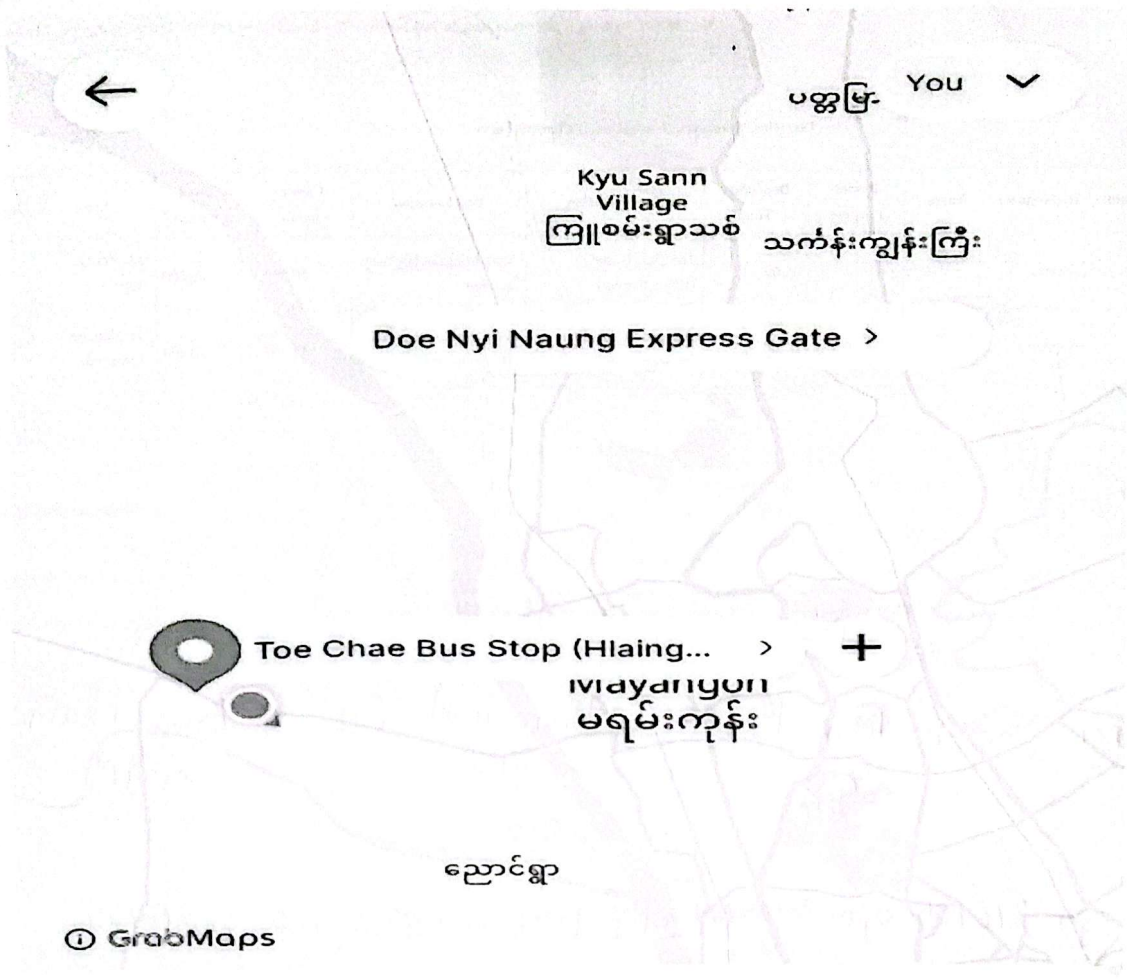 You
ပတ္တမြား
Kyu Sann
Village
ကြူစမ်းရွာသစ်
သင်္ကန်းကျွန်းကြီး
Doe Nyi Naung Express Gate
Toe Chae Bus Stop (Hlaing...
Mayangon
မရမ်းကုန်း
ညောင်ရွာ
GrabMaps